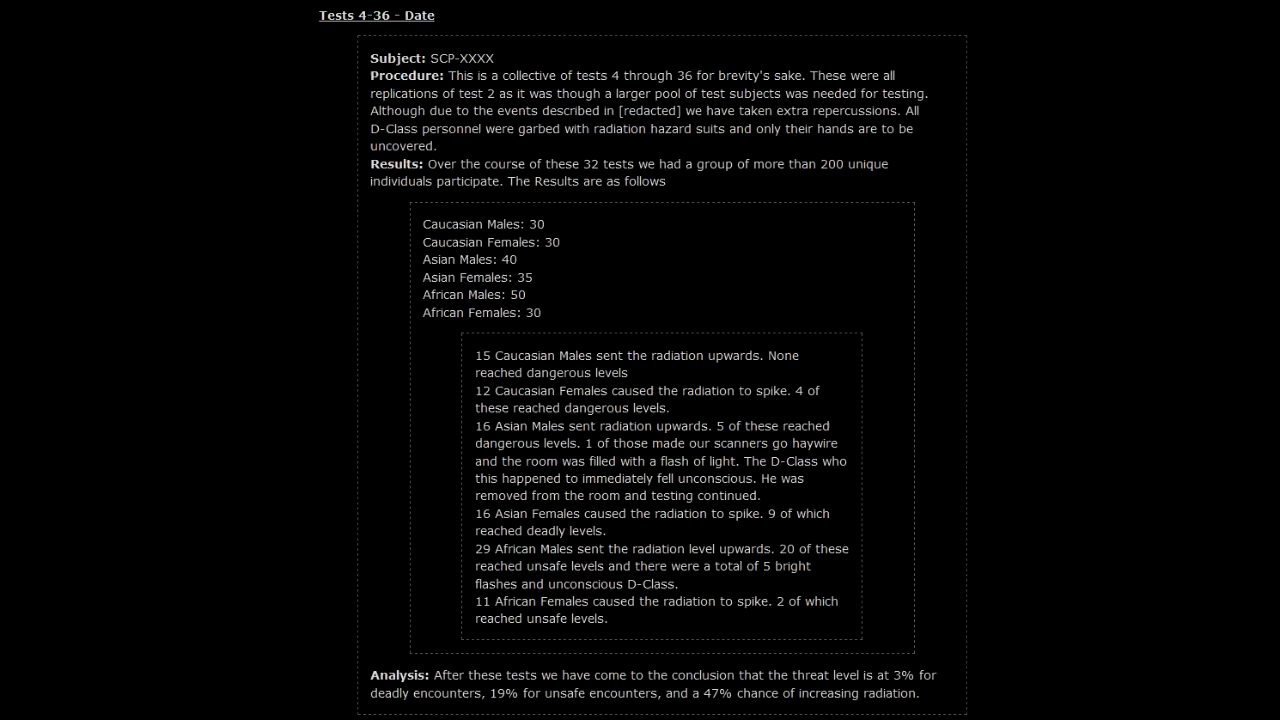 Tests 4-36 - Date
Subject: SCP-XXXX
Procedure: This is a collective of tests 4 through 36 for brevity's sake. These were all
replications of test 2 as it was though a larger pool of test subjects was needed for testing.
Although due to the events described in [redacted] we have taken extra repercussions. All
D-Class personnel were garbed with radiation hazard suits and only their hands are to be
uncovered.
Results: Over the course of these 32 tests we had a group of more than 200 unique
individuals participate. The Results are as follows
Caucasian Males: 30
Caucasian Females: 30
Asian Males: 40
Asian Females: 35
African Males: 50
African Females: 30
15 Caucasian Males sent the radiation upwards. None
reached dangerous levels
12 Caucasian Females caused the radiation to spike. 4 of
these reached dangerous levels.
16 Asian Males sent radiation upwards. 5 of these reached
dangerous levels. 1 of those made our scanners go haywire
and the room was filled with a flash of light. The D-Class who
this happened to immediately fell unconscious. He was
removed from the room and testing continued.
16 Asian Females caused the radiation to spike. 9 of which
reached deadly levels.
29 African Males sent the radiation level upwards. 20 of these
reached unsafe levels and there were a total of 5 bright
flashes and unconscious D-Class.
11 African Females caused the radiation to spike. 2 of which
reached unsafe levels.
Analysis: After these tests we have come to the conclusion that the threat level is at 3% for
deadly encounters, 19% for unsafe encounters, and a 47% chance of increasing radiation.